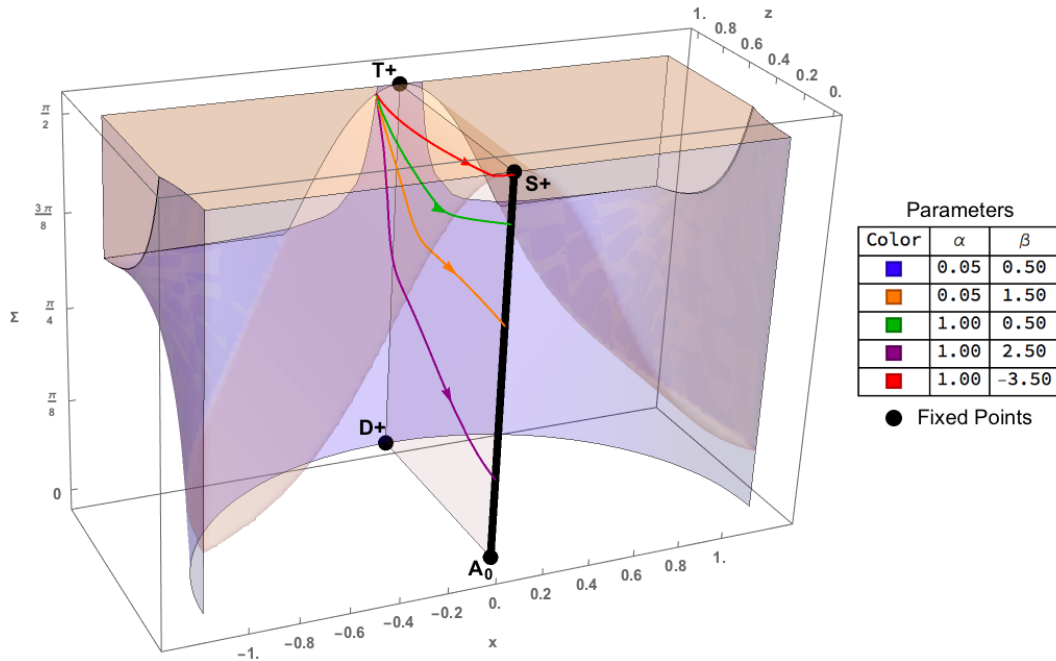 1.
z
0.8
0.6
0.4
0.2
0.
T+
π/2
S+
3 π/8
Parameters
Color α β
0.05 0.50
0.05 1.50
1.00 0.50
1.00 2.50
1.00 −3.50
Fixed Points
Σ
π/4
π/8
D+
0
A0
−1. −0.8 −0.6 −0.4 −0.2 0. 0.2 0.4 0.6 0.8 1.
x